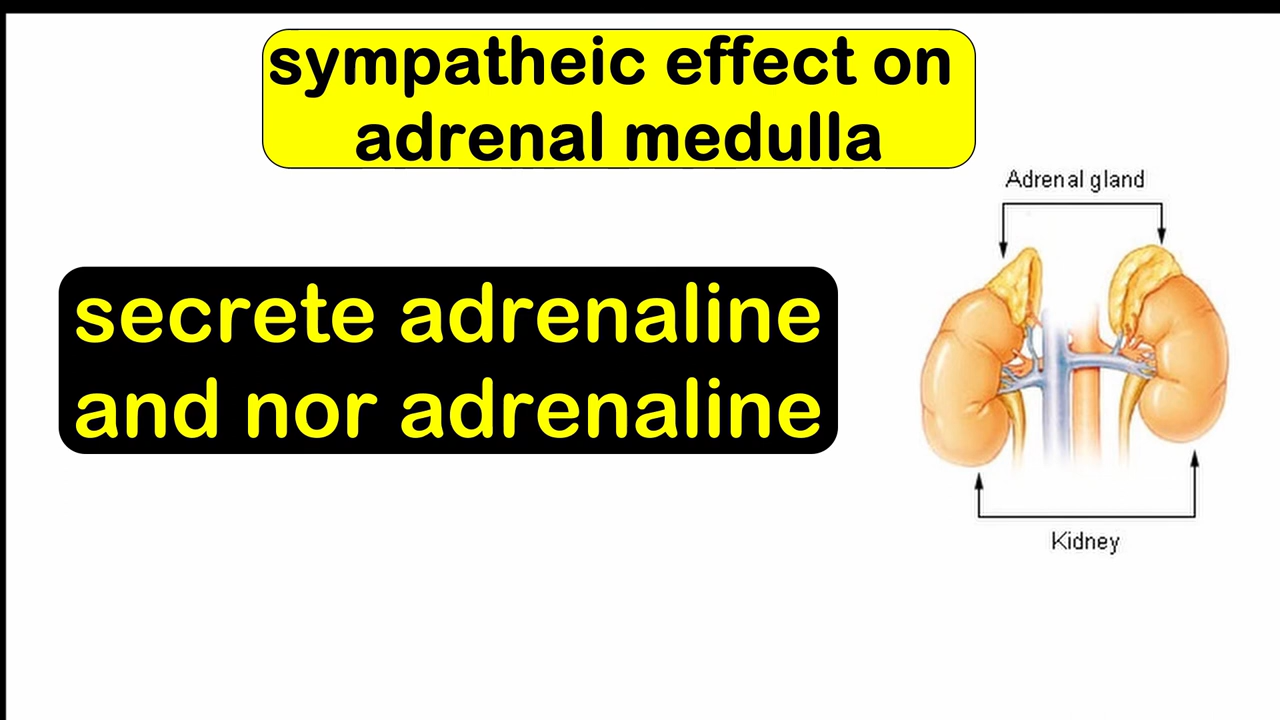 sympatheic effect on
adrenal medulla
Adrenal gland
secrete adrenaline
and nor adrenaline
Kidney